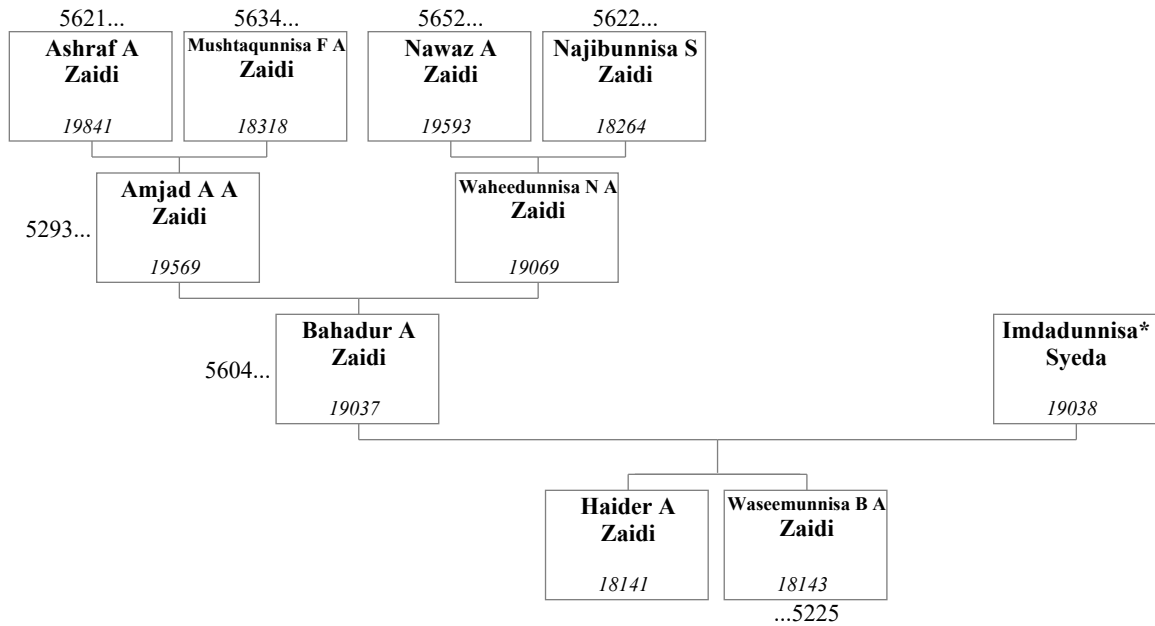 5621...
5634...
5652...
5622...
Ashraf A
Zaidi
19841
Mushtaqunnisa F A
Zaidi
18318
Nawaz A
Zaidi
19593
Najibunnisa S
Zaidi
18264
5293...
Amjad A A
Zaidi
19569
Waheedunnisa N A
Zaidi
19069
5604...
Bahadur A
Zaidi
19037
Imdadunnisa*
Syeda
19038
Haider A
Zaidi
18141
Waseemunnisa B A
Zaidi
18143
...5225